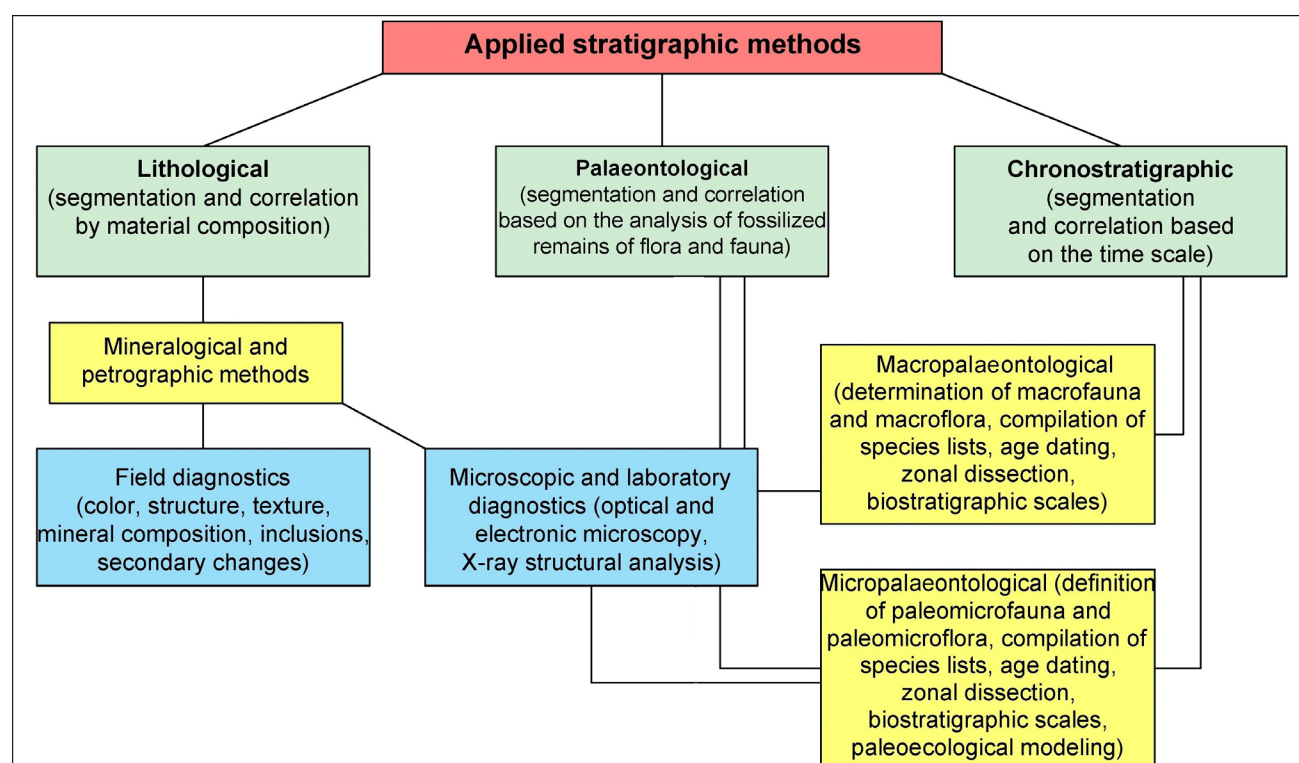 Applied stratigraphic methods
Lithological
(segmentation and correlation
by material composition)
Palaeontological
(segmentation and correlation
based on the analysis of fossilized
remains of flora and fauna)
Chronostratigraphic
(segmentation
and correlation based
on the time scale)
Mineralogical and
petrographic methods
Macropalaeontological
(determination of macrofauna
and macroflora, compilation of
species lists, age dating,
zonal dissection,
biostratigraphic scales)
Field diagnostics
(color, structure, texture,
mineral composition, inclusions,
secondary changes)
Microscopic and laboratory
diagnostics (optical and
electronic microscopy,
X-ray structural analysis)
Micropalaeontological (definition
of paleomicrofauna and
paleomicroflora, compilation of
species lists, age dating,
zonal dissection,
biostratigraphic scales,
paleoecological modeling)